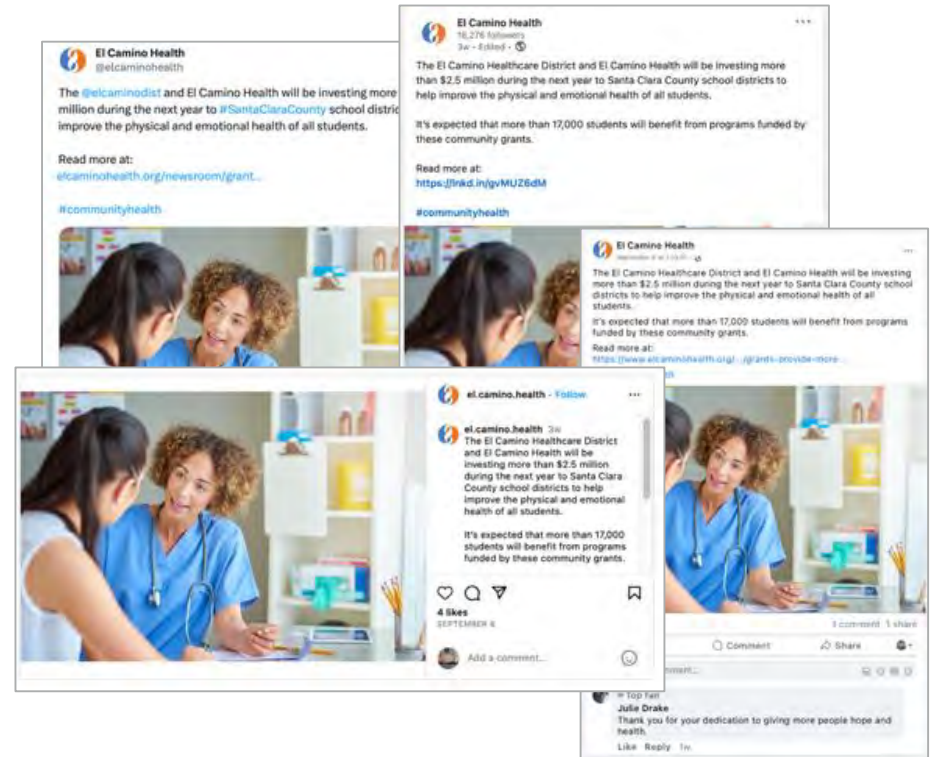 El Camino Health
@elcaminohealth
The @elcaminodist and El Camino Health will be investing more
million during the next year to #SantaClaraCounty school distric
improve the physical and emotional health of all students.
Read more at:
elcaminohealth.org/newsroom/grant...
#communityhealth
El Camino Health
18,276 followers
3w • Edited •
The El Camino Healthcare District and El Camino Health will be investing more
than $2.5 million during the next year to Santa Clara County school districts to
help improve the physical and emotional health of all students.
It's expected that more than 17,000 students will benefit from programs funded by
these community grants.
Read more at:
https://lnkd.in/gvMUZ6dM
#communityhealth
El Camino Health
The El Camino Healthcare District and El Camino Health will be investing
more than $2.5 million during the next year to Santa Clara County school
districts to help improve the physical and emotional health of all
students.
It's expected that more than 17,000 students will benefit from programs
funded by these community grants.
Read more at:
https://www.elcaminohealth.org/.../grants-provide-more...
1 comment 1 share
Comment Share
Top fan
Julie Drake
Thank you for your dedication to giving more people hope and
health
Like Reply 1w
el.camino.health • Follow
el.camino.health 3w
The El Camino Healthcare District
and El Camino Health will be
investing more than $2.5 million
during the next year to Santa Clara
County school districts to help
improve the physical and emotional
health of all students.
It's expected that more than 17,000
students will benefit from programs
funded by these community grants.
4 likes
SEPTEMBER 6
Add a comment...